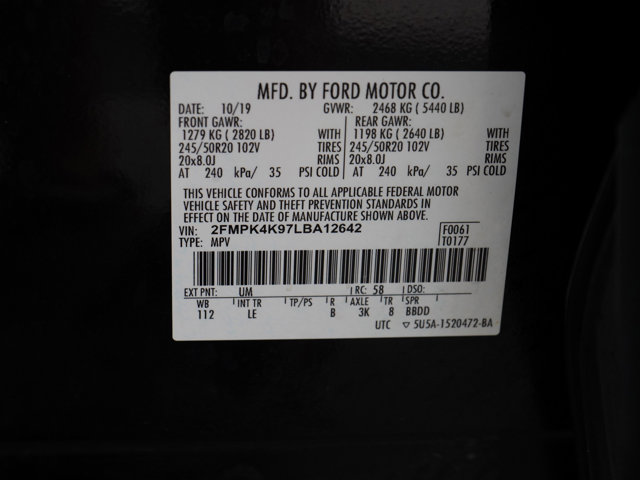 MFD. BY FORD MOTOR CO.
DATE: 10/19 GVWR: 2468 KG ( 5440 LB)
FRONT GAWR: REAR GAWR:
1279 KG ( 2820 LB) WITH 1198 KG ( 2640 LB) WITH
245/50R20 102V TIRES 245/50R20 102V TIRES
20x8.0J RIMS 20x8.0J RIMS
AT 240 kPa/ 35 PSI COLD AT 240 kPa/ 35 PSI COLD
THIS VEHICLE CONFORMS TO ALL APPLICABLE FEDERAL MOTOR
VEHICLE SAFETY AND THEFT PREVENTION STANDARDS IN
EFFECT ON THE DATE OF MANUFACTURE SHOWN ABOVE.
VIN: 2FMPK4K97LBA12642 F0061
TYPE: MPV T0177
EXT PNT: UM RC: 58 DSO:
WB INT TR TP/PS R AXLE TR SPR
112 LE B 3K 8 BBDD
UTC ▽ 5U5A-1520472-BA